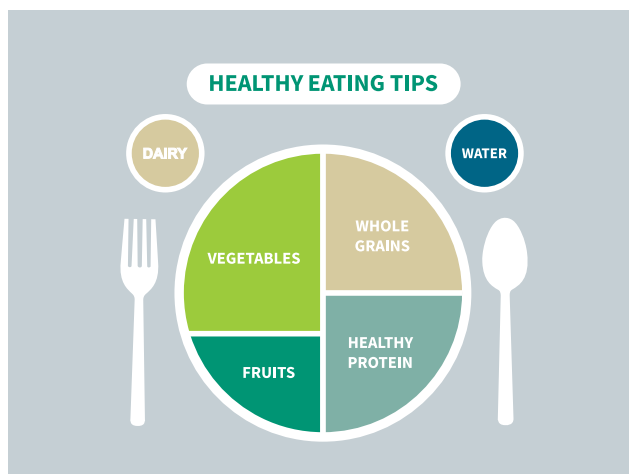 HEALTHY EATING TIPS
DAIRY
WATER
VEGETABLES
WHOLE
GRAINS
FRUITS
HEALTHY
PROTEIN